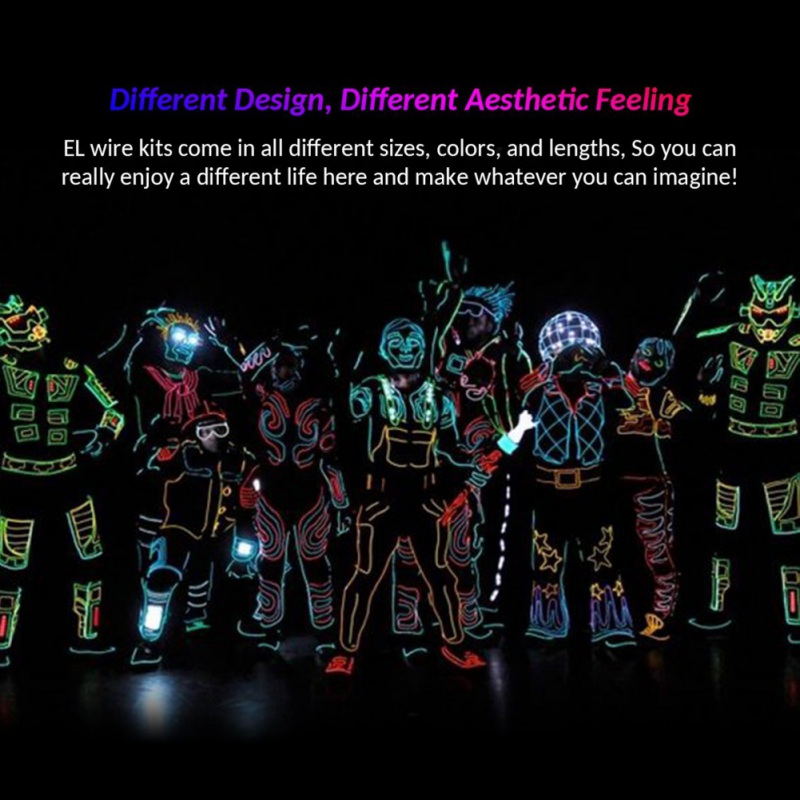 Different Design, Different Aesthetic Feeling
EL wire kits come in all different sizes, colors, and lengths, So you can
really enjoy a different life here and make whatever you can imagine!